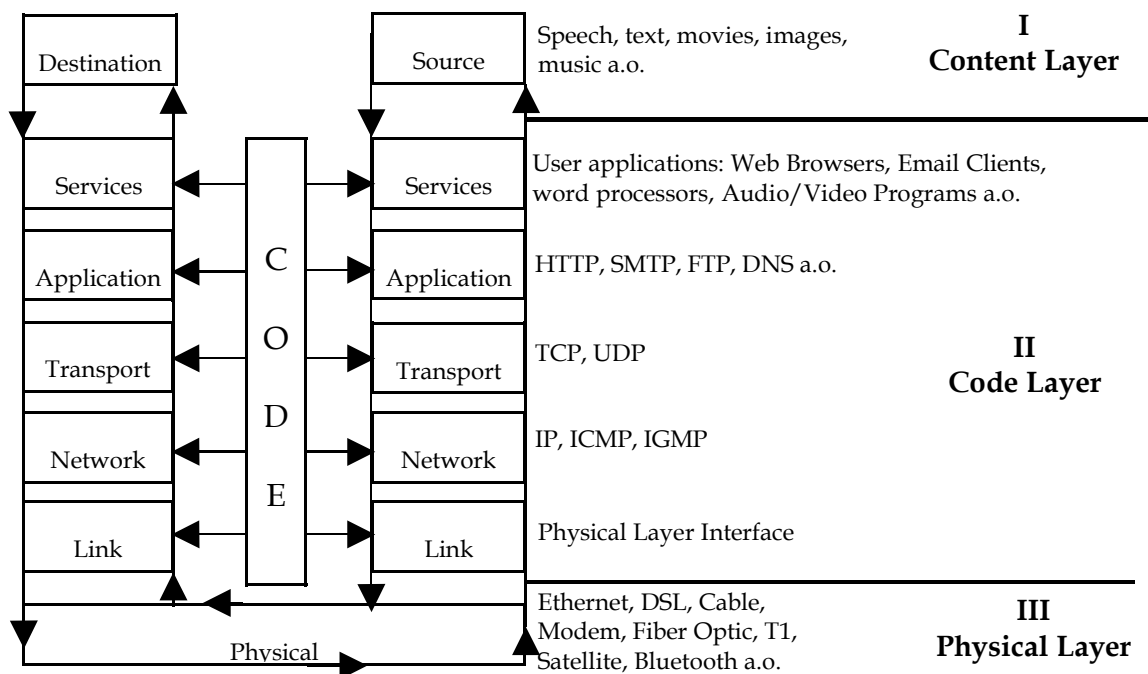 Destination
Source
Speech, text, movies, images,
music a.o.
I
Content Layer
Services
Services
User applications: Web Browsers, Email Clients,
word processors, Audio/Video Programs a.o.
Application
C
O
D
E
Application
HTTP, SMTP, FTP, DNS a.o.
Transport
Transport
TCP, UDP
II
Code Layer
Network
Network
IP, ICMP, IGMP
Link
Link
Physical Layer Interface
Physical
Ethernet, DSL, Cable,
Modem, Fiber Optic, T1,
Satellite, Bluetooth a.o.
III
Physical Layer